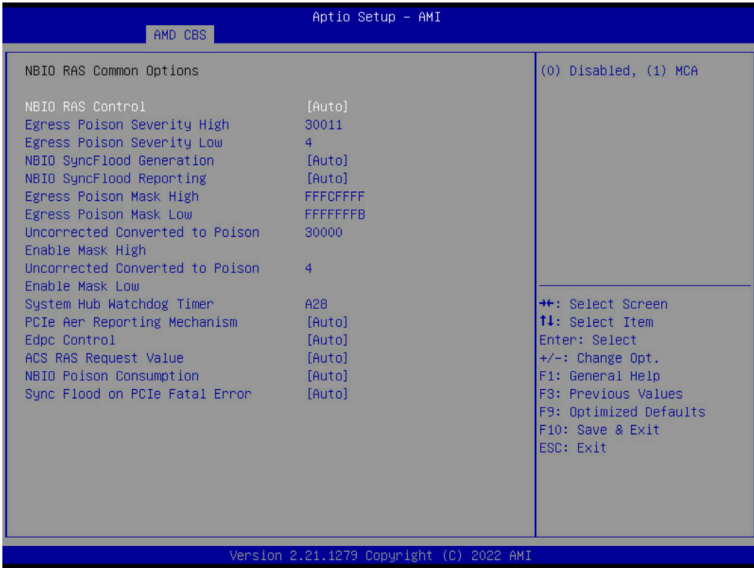 Aptio Setup - AMI
AMD CBS
NBIO RAS Common Options
(0) Disabled, (1) MCA
NBIO RAS Control [Auto]
Egress Poison Severity High 30011
Egress Poison Severity Low 4
NBIO SyncFlood Generation [Auto]
NBIO SyncFlood Reporting [Auto]
Egress Poison Mask High FFFCFFFF
Egress Poison Mask Low FFFFFFFB
Uncorrected Converted to Poison 30000
Enable Mask High
Uncorrected Converted to Poison 4
Enable Mask Low
System Hub Watchdog Timer A28
PCIe Aer Reporting Mechanism [Auto]
Edpc Control [Auto]
ACS RAS Request Value [Auto]
NBIO Poison Consumption [Auto]
Sync Flood on PCIe Fatal Error [Auto]
→←: Select Screen
↑↓: Select Item
Enter: Select
+/-: Change Opt.
F1: General Help
F3: Previous Values
F9: Optimized Defaults
F10: Save & Exit
ESC: Exit
Version 2.21.1279 Copyright (C) 2022 AMI